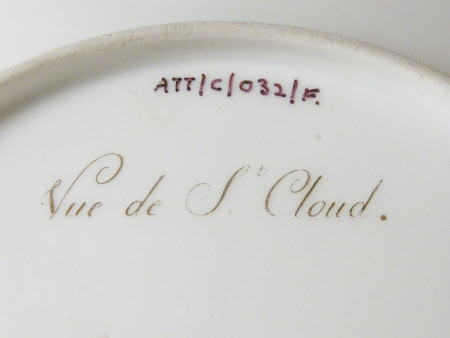 ATT/C/032/F.
Vue de St Cloud.